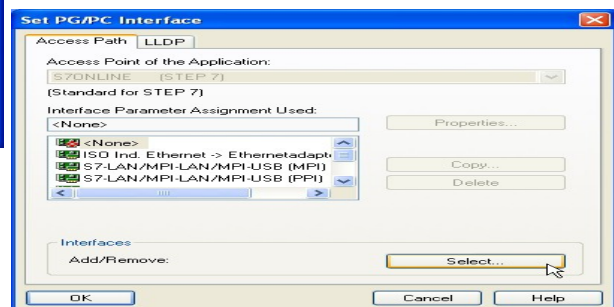 Set PG/PC Interface
Access Path LLDP
Access Point of the Application:
S7ONLINE (STEP 7)
(Standard for STEP 7)
Interface Parameter Assignment Used:
<None> Properties...
<None>
ISO Ind. Ethernet -> Ethernetadapt
S7-LAN/MPI-LAN/MPI-USB (MPI) Copy...
S7-LAN/MPI-LAN/MPI-USB (PPI) Delete
Interfaces
Add/Remove: Select...
OK Cancel Help